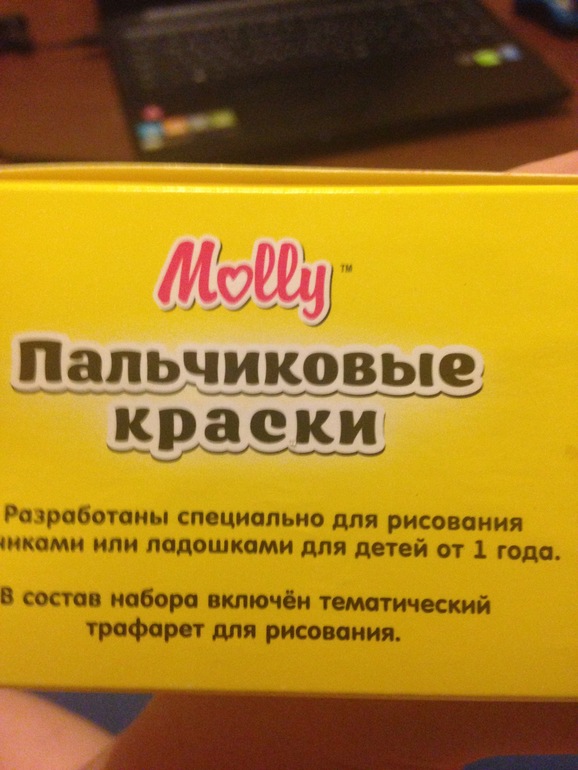 Molly™
Пальчиковые
краски
Разработаны специально для рисования
или ладошками для детей от 1 года.
В состав набора включён тематический
трафарет для рисования.